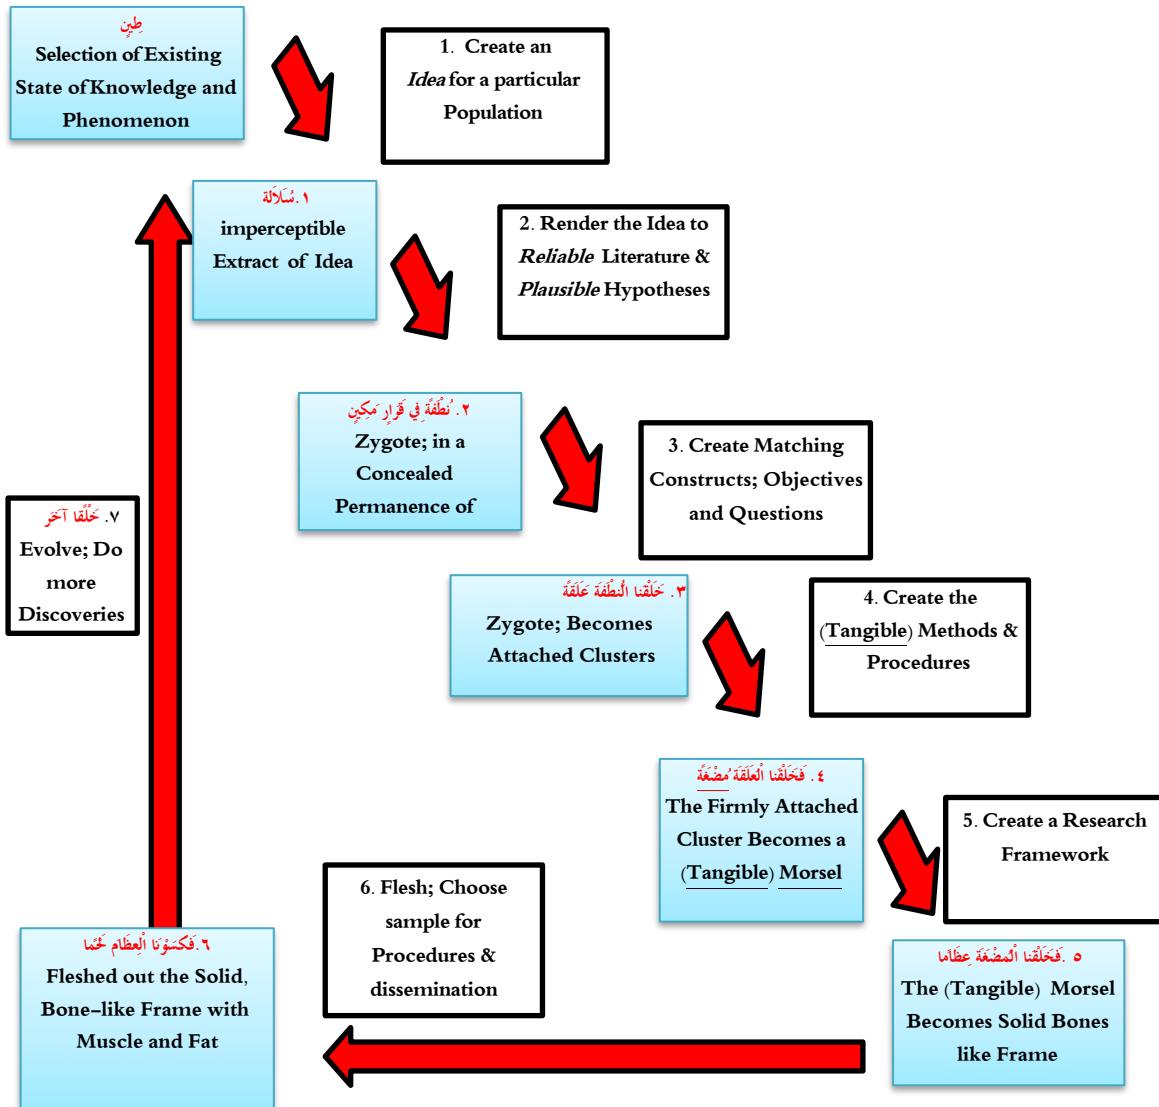 طِينٍ
Selection of Existing
State of Knowledge and
Phenomenon
1. Create an
Idea for a particular
Population
١. سُلَالَة
imperceptible
Extract of Idea
2. Render the Idea to
Reliable Literature &
Plausible Hypotheses
٢. نُطْفَةً فِي قَرَارٍ مَكِينٍ
Zygote; in a
Concealed
Permanence of
3. Create Matching
Constructs; Objectives
and Questions
٧. خَلْقًا آخَرَ
Evolve; Do
more
Discoveries
٣. خَلَقْنَا النُّطْفَةَ عَلَقَةً
Zygote; Becomes
Attached Clusters
4. Create the
(Tangible) Methods &
Procedures
٤. فَخَلَقْنَا الْعَلَقَةَ مُضْغَةً
The Firmly Attached
Cluster Becomes a
(Tangible) Morsel
5. Create a Research
Framework
6. Flesh; Choose
sample for
Procedures &
dissemination
٦. فَكَسَوْنَا الْعِظَامَ لَحْمًا
Fleshed out the Solid,
Bone-like Frame with
Muscle and Fat
٥. فَخَلَقْنَا الْمُضْغَةَ عِظَامًا
The (Tangible) Morsel
Becomes Solid Bones
like Frame